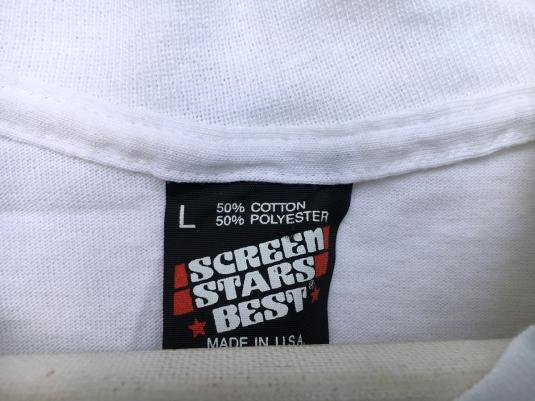 L
50% COTTON
50% POLYESTER
SCREEN
STARS
BEST®
MADE IN U.S.A.